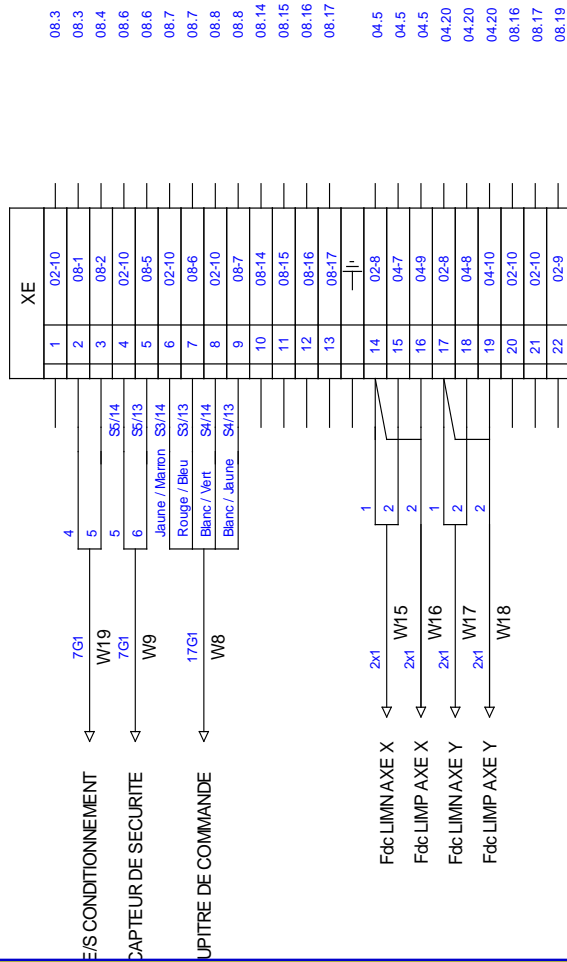 XE
1 02-10 08.3
2 08-1 08.3
3 08-2 08.4
4 02-10 08.6
5 08-5 08.6
6 02-10 08.7
7 08-6 08.7
8 02-10 08.8
9 08-7 08.8
10 08-14 08.14
11 08-15 08.15
12 08-16 08.16
13 08-17 08.17
14 02-8 04.5
15 04-7 04.5
16 04-9 04.5
17 02-8 04.20
18 04-8 04.20
19 04-10 04.20
20 02-10 08.16
21 02-10 08.17
22 02-9 08.19
E/S CONDITIONNEMENT
7G1
W19
4
5
CAPTEUR DE SECURITE
7G1
W9
5 S5/14
6 S5/13
UPITRE DE COMMANDE
17G1
W8
Jaune / Marron S3/14
Rouge / Bleu S3/13
Blanc / Vert S4/14
Blanc / Jaune S4/13
Fdc LIMN AXE X
2x1
W15
1
2
Fdc LIMP AXE X
2x1
W16
2
Fdc LIMN AXE Y
2x1
W17
1
2
Fdc LIMP AXE Y
2x1
W18
2